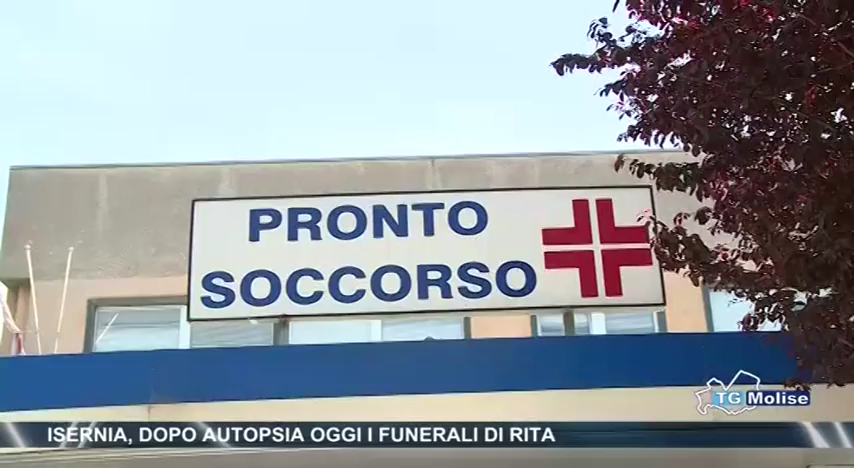 PRONTO
SOCCORSO
TG Molise
ISERNIA, DOPO AUTOPSIA OGGI I FUNERALI DI RITA